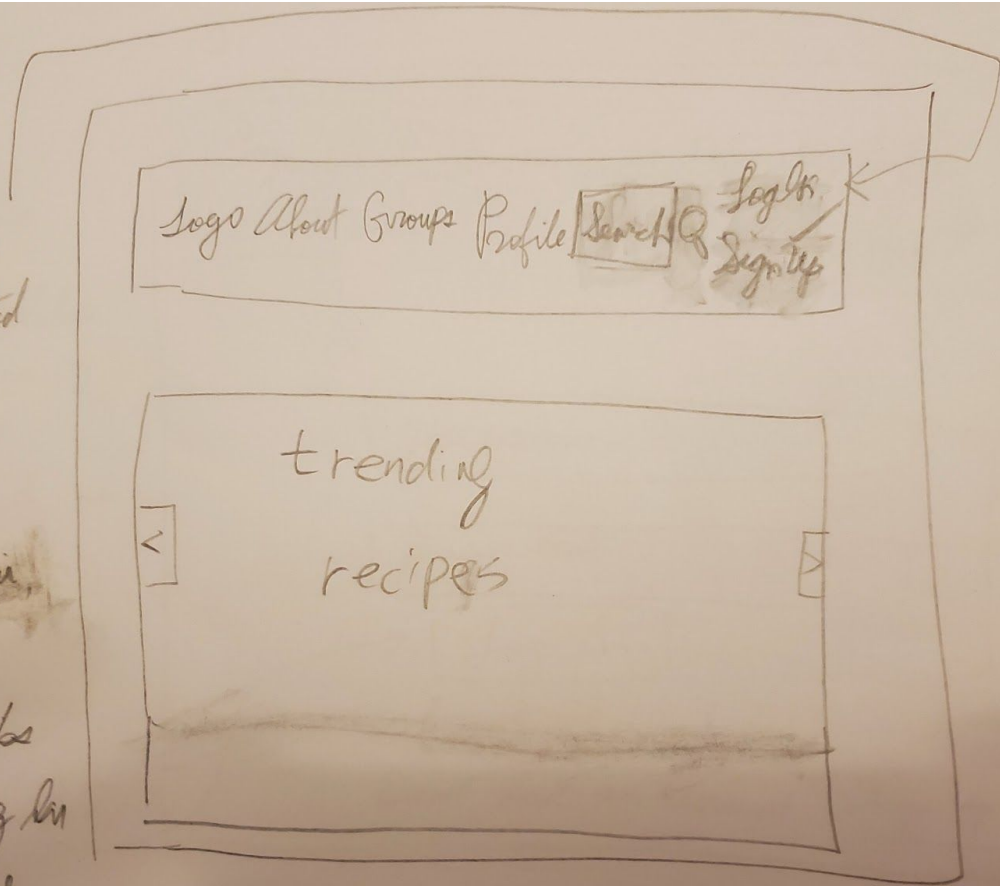 Logo About Groups Profile Search LogIn
SignUp
<
trending
>
recipes